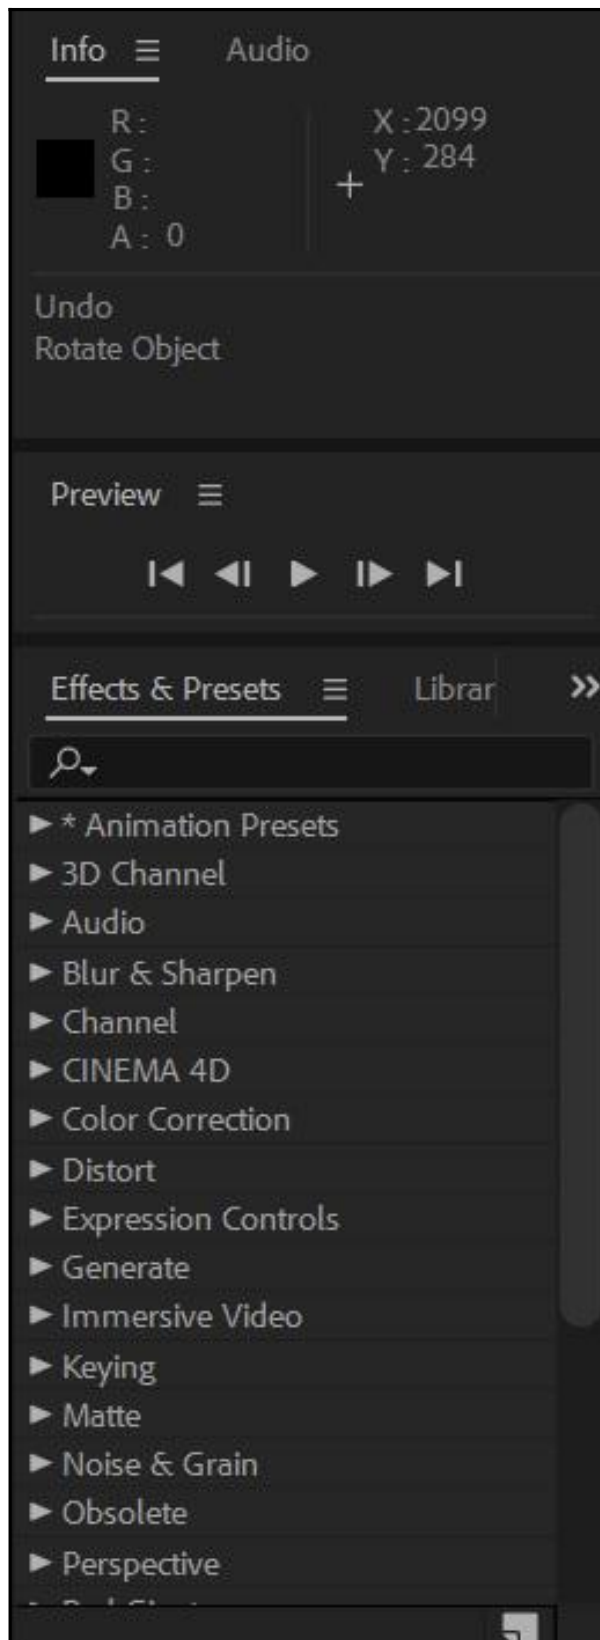 Info Audio
R :
G :
B :
A : 0
X : 2099
Y : 284
Undo
Rotate Object
Preview
Effects & Presets Librar
* Animation Presets
3D Channel
Audio
Blur & Sharpen
Channel
CINEMA 4D
Color Correction
Distort
Expression Controls
Generate
Immersive Video
Keying
Matte
Noise & Grain
Obsolete
Perspective